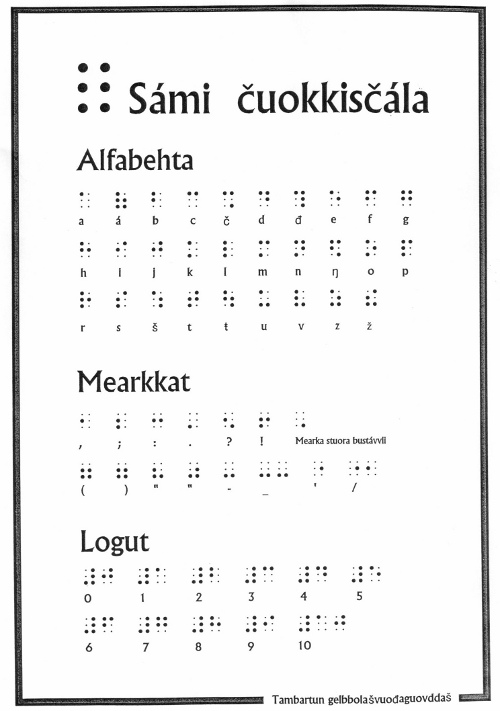 Sámi čuokkisčála
Alfabehta
a á b c č d đ e f g
h i j k l m n ŋ o p
r s š t ŧ u v z ž
Mearkkat
, ; : . ? ! Mearka stuora bustávvii
( ) " " - _ ' /
Logut
0 1 2 3 4 5
6 7 8 9 10
Tambartun gelbbolašvuođaguovddaš